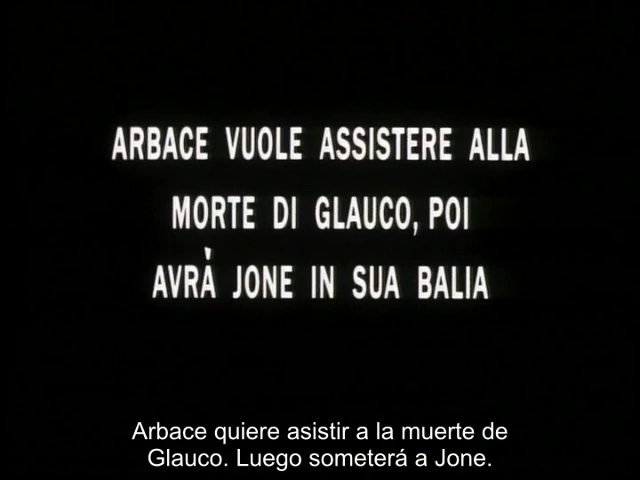 ARBACE VUOLE ASSISTERE ALLA
MORTE DI GLAUCO, POI
AVRÀ JONE IN SUA BALIA
Arbace quiere asistir a la muerte de
Glauco. Luego someterá a Jone.